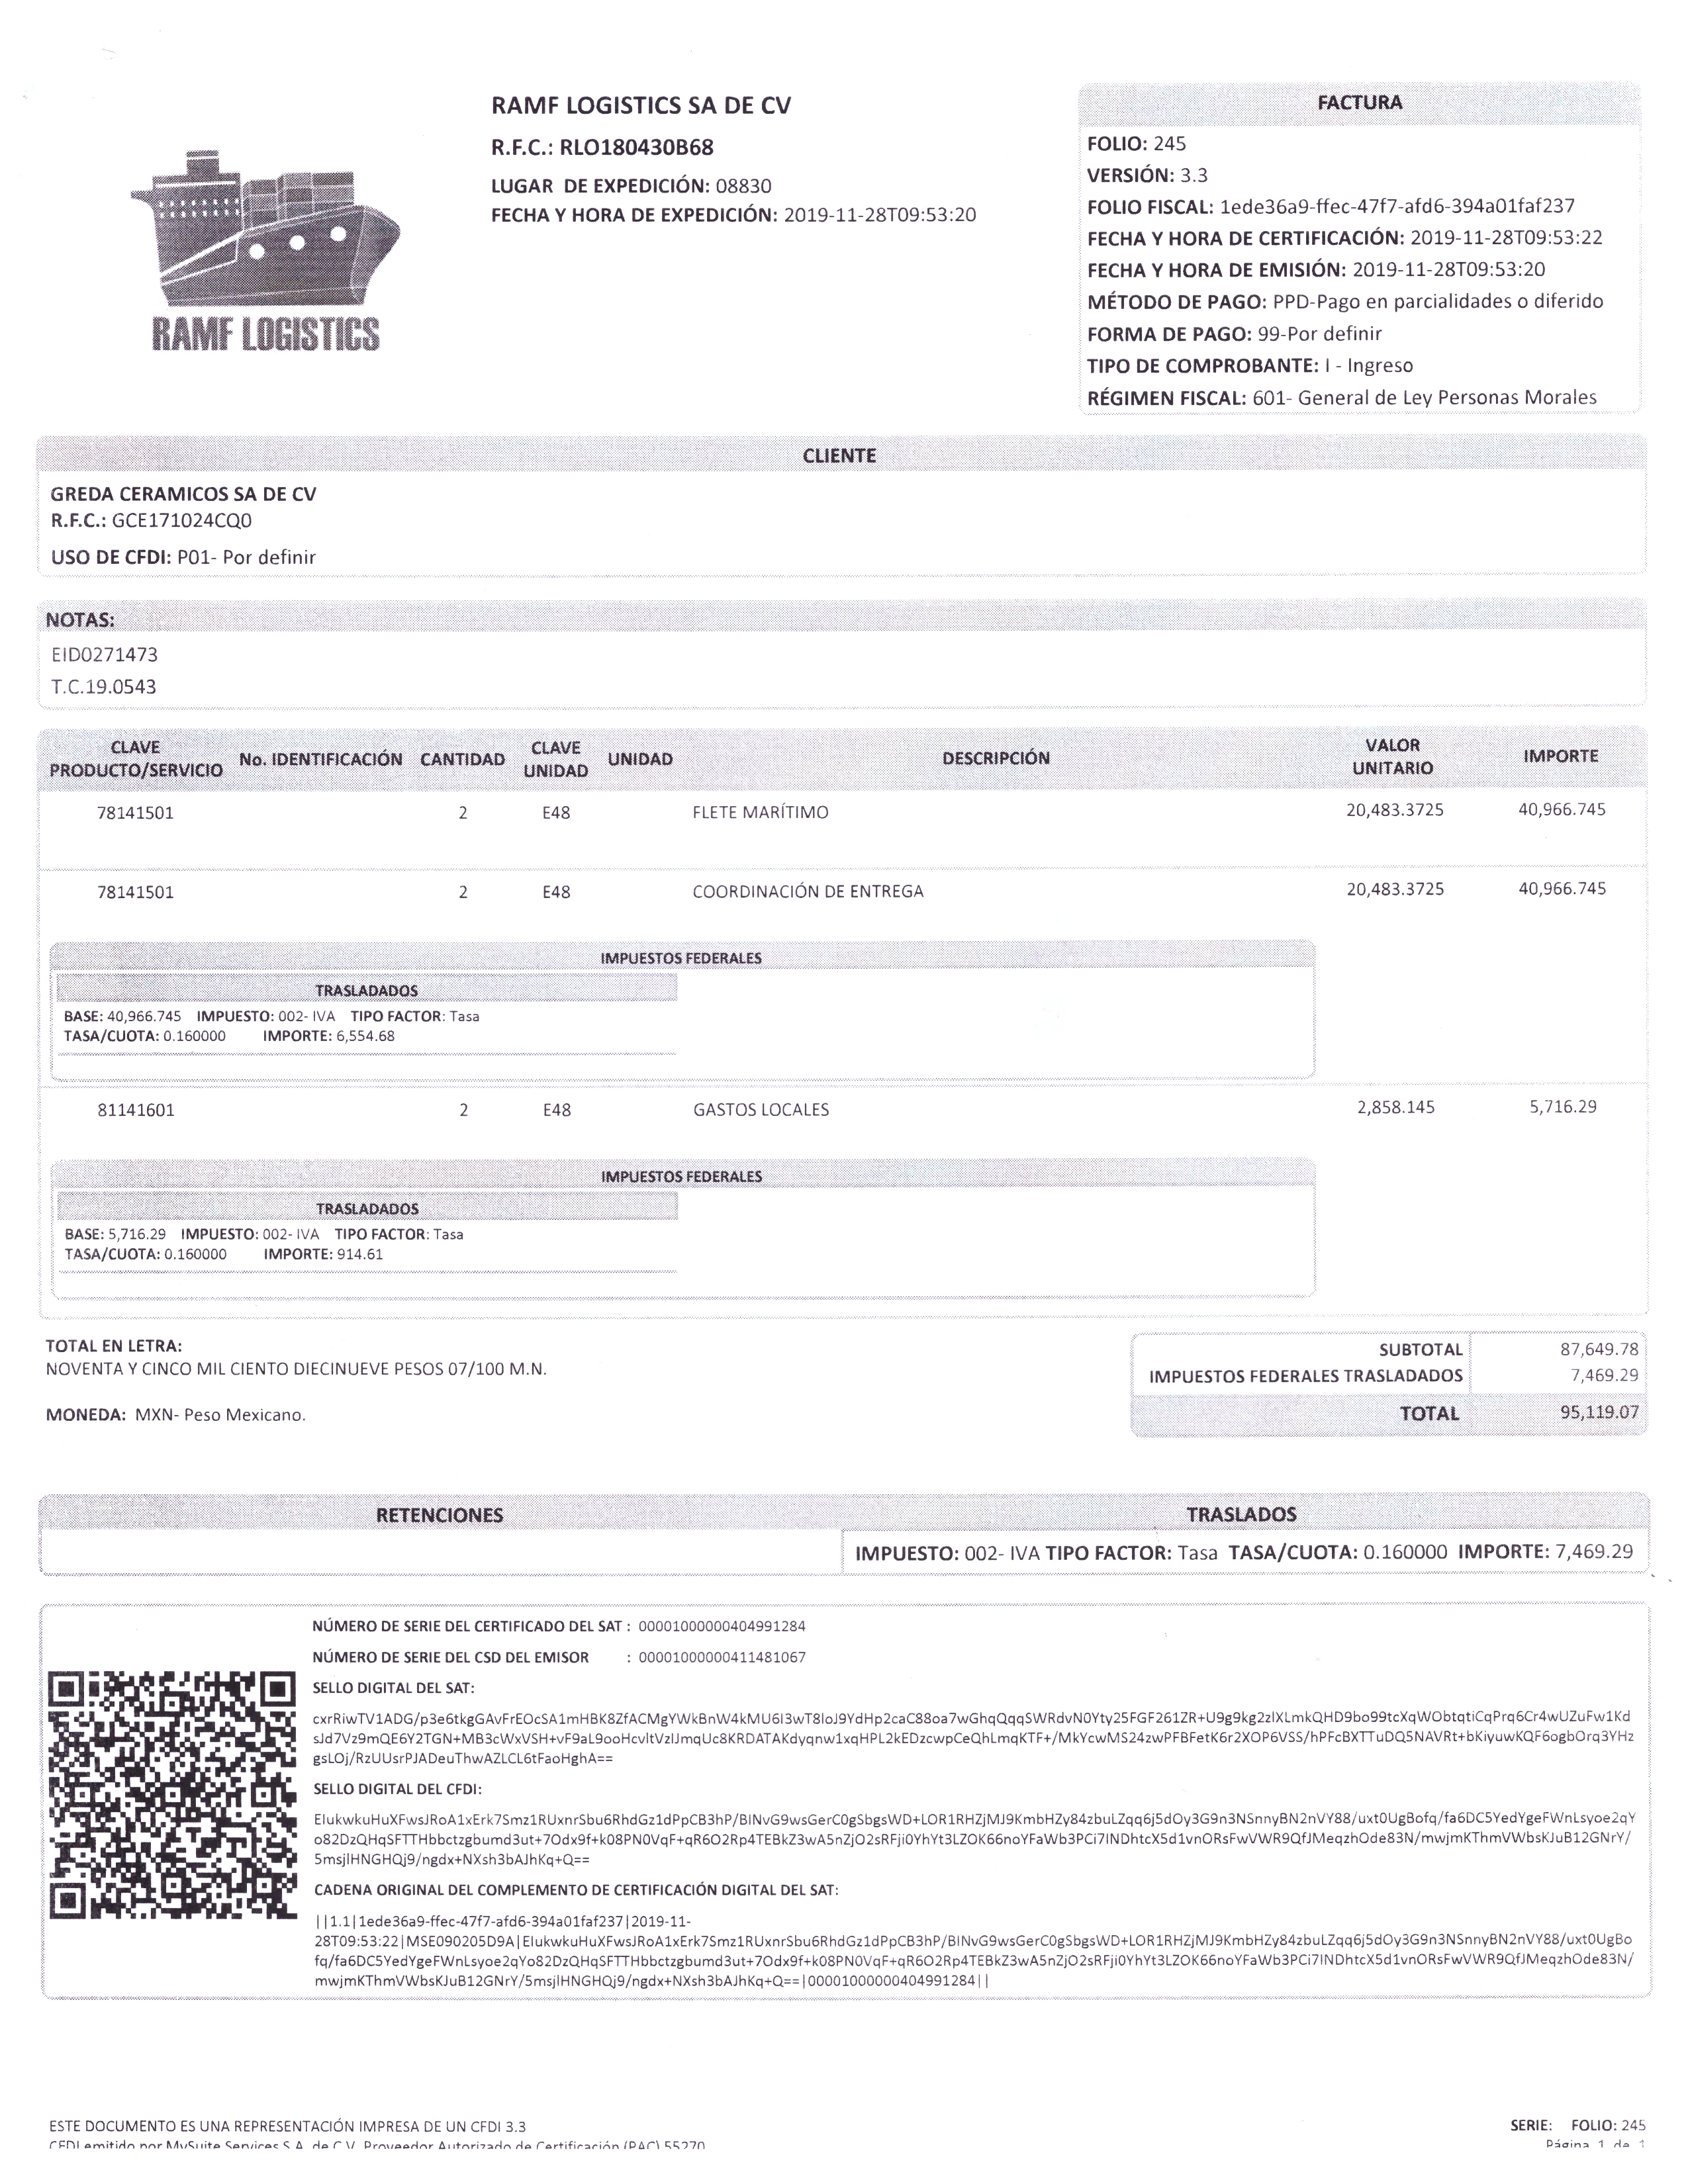 RAMF LOGISTICS SA DE CV
R.F.C.: RLO180430B68
LUGAR DE EXPEDICIÓN: 08830
FECHA Y HORA DE EXPEDICIÓN: 2019-11-28T09:53:20
RAMF LOGISTICS
FACTURA
FOLIO: 245
VERSIÓN: 3.3
FOLIO FISCAL: 1ede36a9-ffec-47f7-afd6-394a01faf237
FECHA Y HORA DE CERTIFICACIÓN: 2019-11-28T09:53:22
FECHA Y HORA DE EMISIÓN: 2019-11-28T09:53:20
MÉTODO DE PAGO: PPD-Pago en parcialidades o diferido
FORMA DE PAGO: 99-Por definir
TIPO DE COMPROBANTE: I - Ingreso
RÉGIMEN FISCAL: 601- General de Ley Personas Morales
CLIENTE
GREDA CERAMICOS SA DE CV
R.F.C.: GCE171024CQ0
USO DE CFDI: P01- Por definir
NOTAS:
EID0271473
T.C.19.0543
CLAVE PRODUCTO/SERVICIO No. IDENTIFICACIÓN CANTIDAD CLAVE UNIDAD UNIDAD DESCRIPCIÓN VALOR UNITARIO IMPORTE
78141501 2 E48 FLETE MARÍTIMO 20,483.3725 40,966.745
78141501 2 E48 COORDINACIÓN DE ENTREGA 20,483.3725 40,966.745
IMPUESTOS FEDERALES
TRASLADADOS
BASE: 40,966.745 IMPUESTO: 002- IVA TIPO FACTOR: Tasa
TASA/CUOTA: 0.160000 IMPORTE: 6,554.68
81141601 2 E48 GASTOS LOCALES 2,858.145 5,716.29
IMPUESTOS FEDERALES
TRASLADADOS
BASE: 5,716.29 IMPUESTO: 002- IVA TIPO FACTOR: Tasa
TASA/CUOTA: 0.160000 IMPORTE: 914.61
TOTAL EN LETRA:
NOVENTA Y CINCO MIL CIENTO DIECINUEVE PESOS 07/100 M.N.
MONEDA: MXN- Peso Mexicano.
SUBTOTAL 87,649.78
IMPUESTOS FEDERALES TRASLADADOS 7,469.29
TOTAL 95,119.07
RETENCIONES TRASLADOS
IMPUESTO: 002- IVA TIPO FACTOR: Tasa TASA/CUOTA: 0.160000 IMPORTE: 7,469.29
NÚMERO DE SERIE DEL CERTIFICADO DEL SAT : 00001000000404991284
NÚMERO DE SERIE DEL CSD DEL EMISOR : 00001000000411481067
SELLO DIGITAL DEL SAT:
cxrRiwTV1ADG/p3e6tkgGAvFrEOcSA1mHBK8ZfACMgYWkBnW4kMU6I3wT8loJ9YdHp2caC88oa7wGhqQqqSWRdvN0Yty25FGF261ZR+U9g9kg2zlXLmkQHD9bo99tcXqWObtqtiCqPrq6Cr4wUZuFw1Kd
sJd7Vz9mQE6Y2TGN+MB3cWxVSH+vF9aL9ooHcvltVzlJmqUc8KRDATAKdyqnw1xqHPL2kEDzcwpCeQhLmqKTF+/MkYcwMS24zwPFBFetK6r2XOP6VSS/hPFcBXTTuDQ5NAVRt+bKiyuwKQF6ogbOrq3YHz
gsLOj/RzUUsrPJADeuThwAZLCL6tFaoHghA==
SELLO DIGITAL DEL CFDI:
EIukwkuHuXFwsJRoA1xErk7Smz1RUxnrSbu6RhdGz1dPpCB3hP/BINvG9wsGerC0gSbgsWD+LOR1RHZjMJ9KmbHZy84zbuLZqq6j5dOy3G9n3NSnnyBN2nVY88/uxt0UgBofq/fa6DC5YedYgeFWnLsyoe2qY
o82DzQHqSFTTHbbctzgbumd3ut+7Odx9f+k08PN0VqF+qR6O2Rp4TEBkZ3wA5nZjO2sRFji0YhYt3LZOK66noYFaWb3PCi7INDhtcX5d1vnORsFwVWR9QfJMeqzhOde83N/mwjmKThmVWbsKJuB12GNrY/
5msjlHNGHQj9/ngdx+NXsh3bAJhKq+Q==
CADENA ORIGINAL DEL COMPLEMENTO DE CERTIFICACIÓN DIGITAL DEL SAT:
||1.1|1ede36a9-ffec-47f7-afd6-394a01faf237|2019-11-
28T09:53:22|MSE090205D9A|EIukwkuHuXFwsJRoA1xErk7Smz1RUxnrSbu6RhdGz1dPpCB3hP/BINvG9wsGerC0gSbgsWD+LOR1RHZjMJ9KmbHZy84zbuLZqq6j5dOy3G9n3NSnnyBN2nVY88/uxt0UgBo
fq/fa6DC5YedYgeFWnLsyoe2qYo82DzQHqSFTTHbbctzgbumd3ut+7Odx9f+k08PN0VqF+qR6O2Rp4TEBkZ3wA5nZjO2sRFji0YhYt3LZOK66noYFaWb3PCi7INDhtcX5d1vnORsFwVWR9QfJMeqzhOde83N/
mwjmKThmVWbsKJuB12GNrY/5msjlHNGHQj9/ngdx+NXsh3bAJhKq+Q==|00001000000404991284||
ESTE DOCUMENTO ES UNA REPRESENTACIÓN IMPRESA DE UN CFDI 3.3
CFDI emitido por MySuite Services S.A. de C.V. Proveedor Autorizado de Certificación (PAC) 55270
SERIE: FOLIO: 245
Página 1 de 1